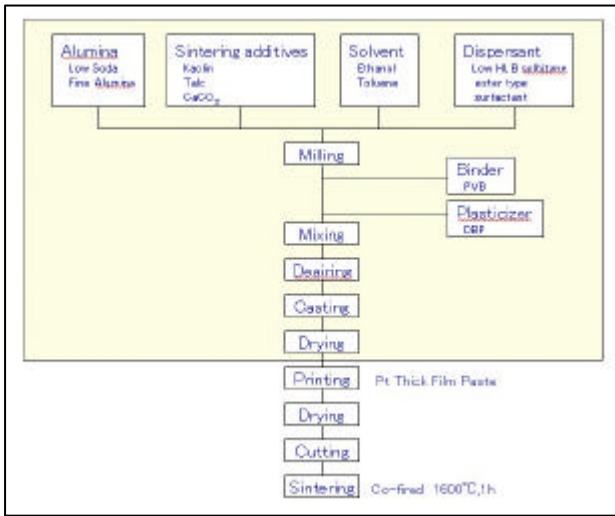 Alumina
Low Soda
Fine Alumina
Sintering additives
Kaolin
Talc
CaCO₃
Solvent
Ethanol
Toluene
Dispersant
Low HLB
ester type
surfactant
Milling
Binder
PVB
Plasticizer
DBP
Mixing
Deairing
Casting
Drying
Printing
Pt Thick Film Paste
Drying
Cutting
Sintering
Co-fired 1600℃,1h